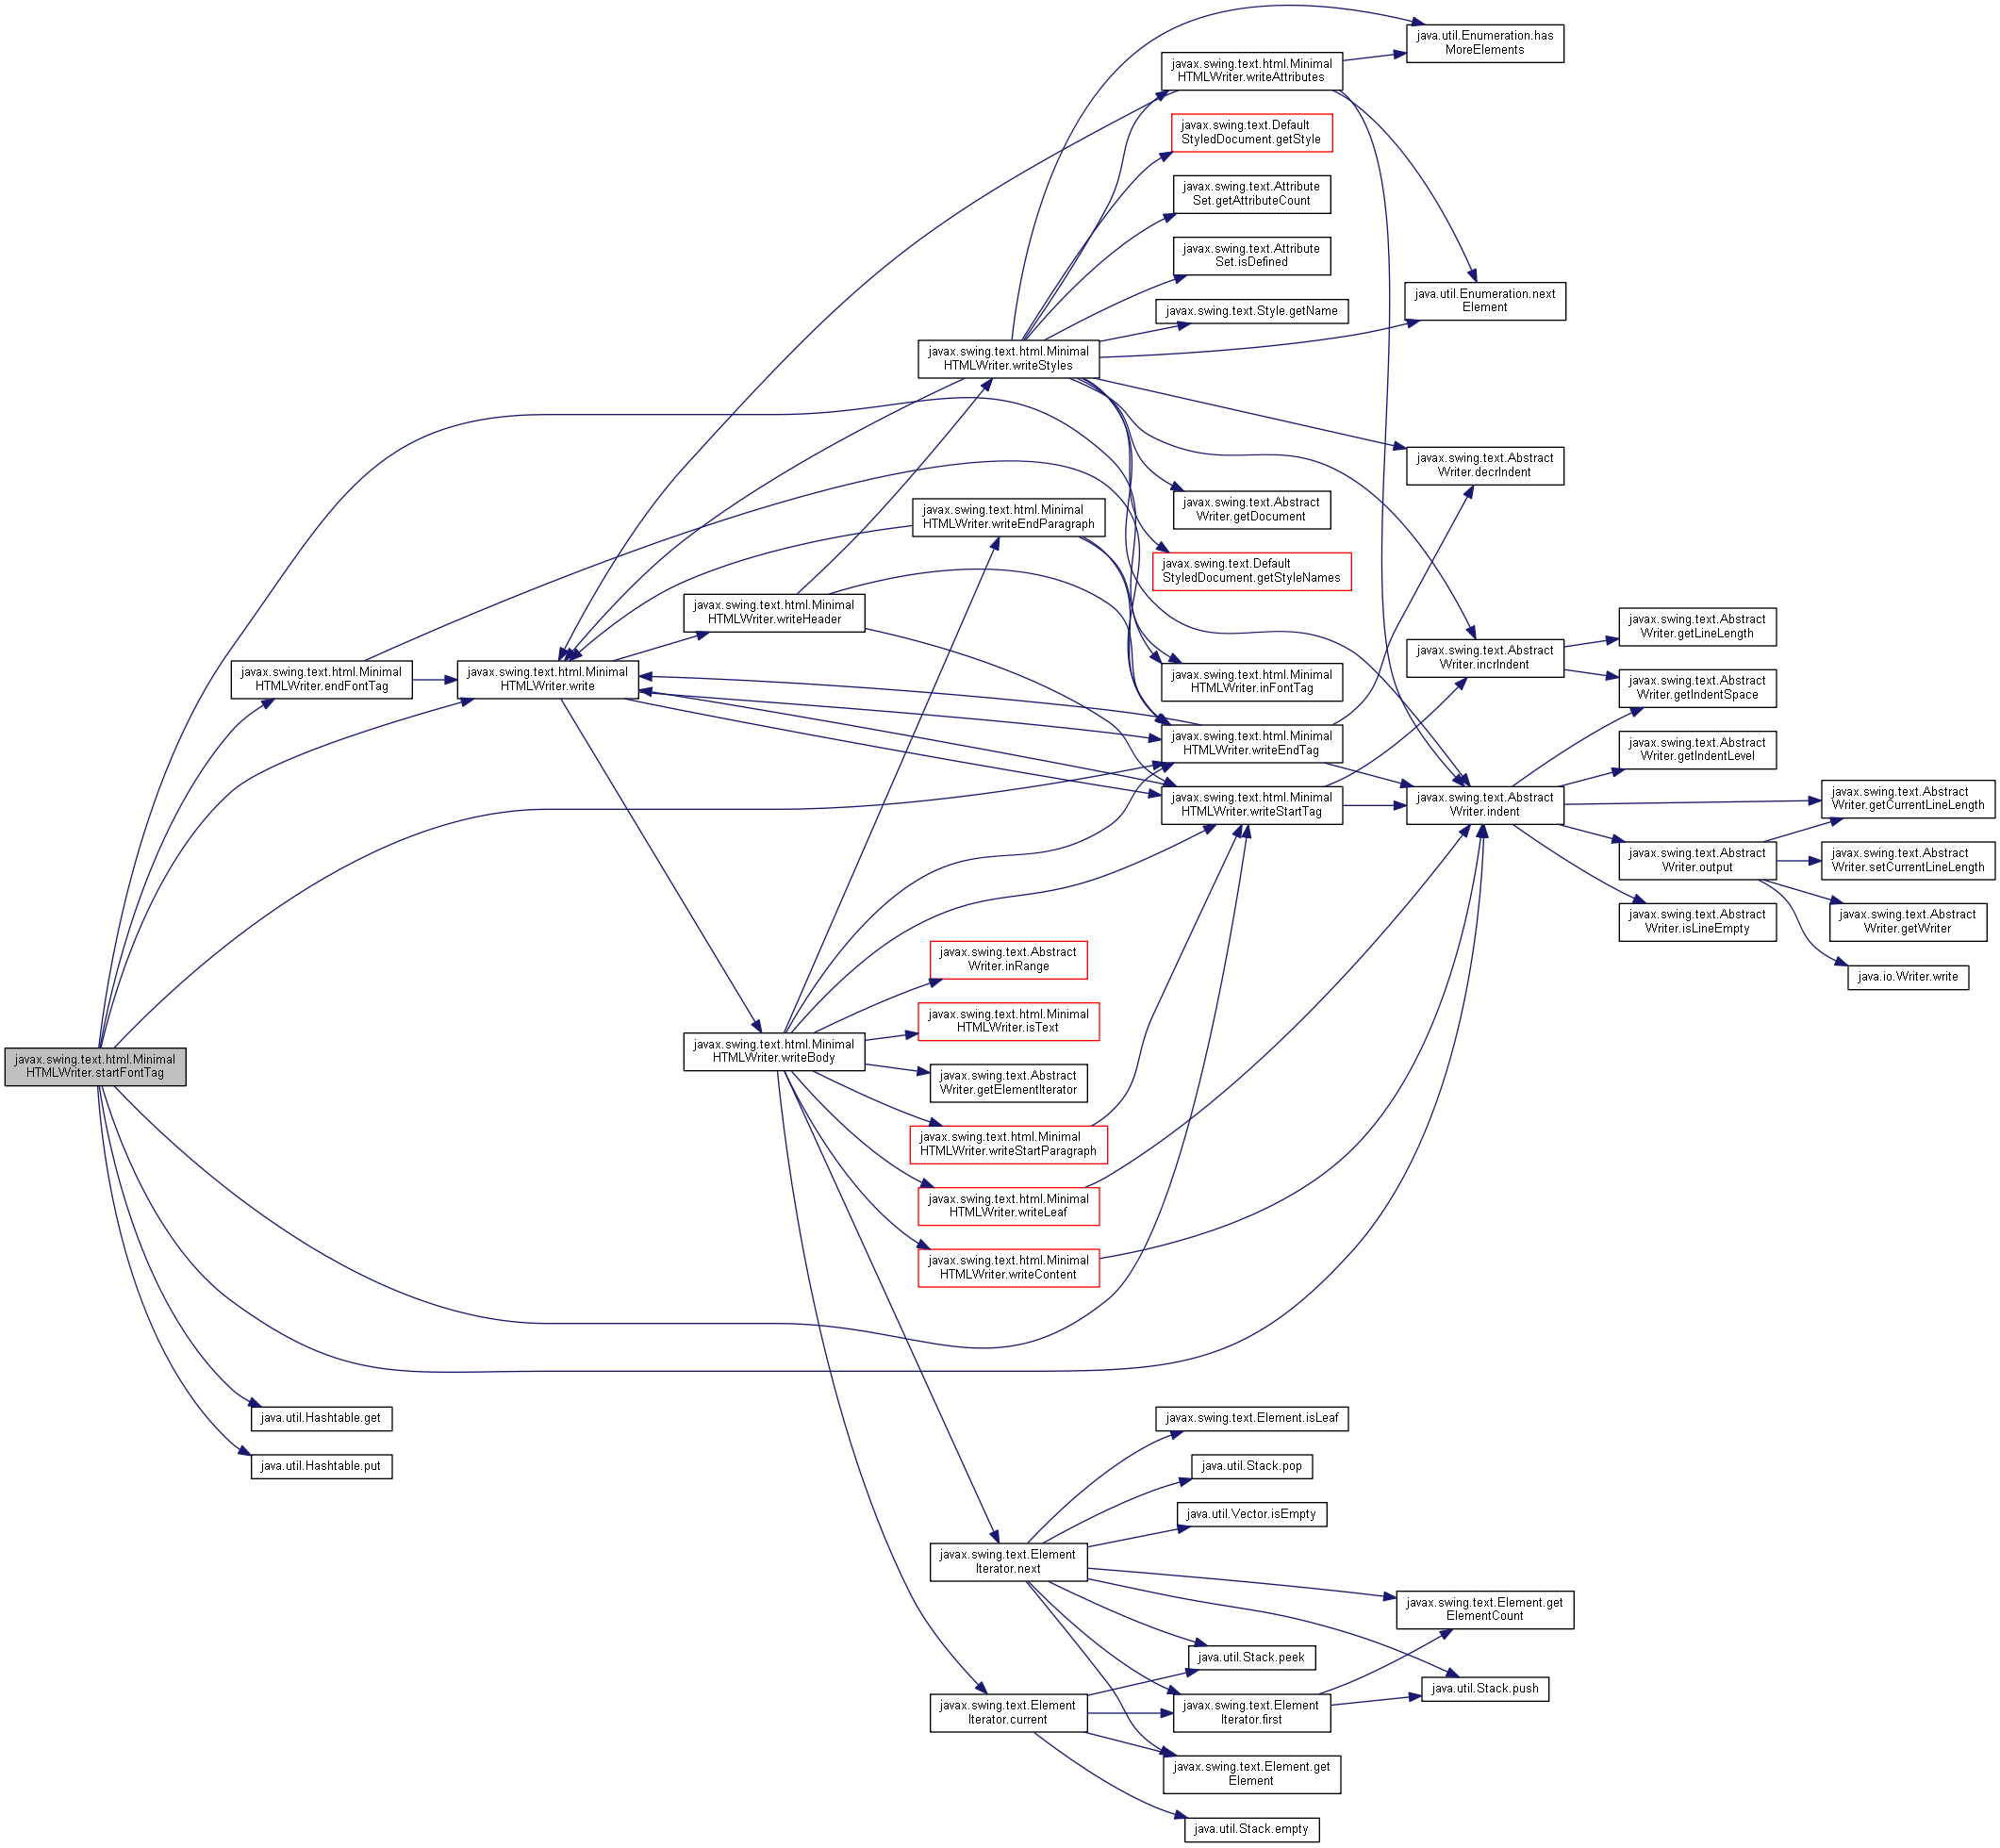 java.util.Enumeration.has
MoreElements
javax.swing.text.html.Minimal
HTMLWriter.writeAttributes
javax.swing.text.Default
StyledDocument.getStyle
javax.swing.text.Attribute
Set.getAttributeCount
javax.swing.text.Attribute
Set.isDefined
java.util.Enumeration.next
Element
javax.swing.text.Style.getName
javax.swing.text.html.Minimal
HTMLWriter.writeStyles
javax.swing.text.Abstract
Writer.decrIndent
javax.swing.text.Abstract
Writer.getDocument
javax.swing.text.html.Minimal
HTMLWriter.writeEndParagraph
javax.swing.text.Default
StyledDocument.getStyleNames
javax.swing.text.html.Minimal
HTMLWriter.writeHeader
javax.swing.text.Abstract
Writer.getLineLength
javax.swing.text.Abstract
Writer.incrIndent
javax.swing.text.html.Minimal
HTMLWriter.endFontTag
javax.swing.text.html.Minimal
HTMLWriter.write
javax.swing.text.html.Minimal
HTMLWriter.inFontTag
javax.swing.text.Abstract
Writer.getIndentSpace
javax.swing.text.html.Minimal
HTMLWriter.writeEndTag
javax.swing.text.Abstract
Writer.getIndentLevel
javax.swing.text.html.Minimal
HTMLWriter.writeStartTag
javax.swing.text.Abstract
Writer.indent
javax.swing.text.Abstract
Writer.getCurrentLineLength
javax.swing.text.Abstract
Writer.output
javax.swing.text.Abstract
Writer.setCurrentLineLength
javax.swing.text.Abstract
Writer.isLineEmpty
javax.swing.text.Abstract
Writer.getWriter
java.io.Writer.write
javax.swing.text.Abstract
Writer.inRange
javax.swing.text.html.Minimal
HTMLWriter.isText
javax.swing.text.html.Minimal
HTMLWriter.writeBody
javax.swing.text.html.Minimal
HTMLWriter.startFontTag
javax.swing.text.Abstract
Writer.getElementIterator
javax.swing.text.html.Minimal
HTMLWriter.writeStartParagraph
javax.swing.text.html.Minimal
HTMLWriter.writeLeaf
javax.swing.text.html.Minimal
HTMLWriter.writeContent
java.util.Hashtable.get
javax.swing.text.Element.isLeaf
java.util.Hashtable.put
java.util.Stack.pop
java.util.Vector.isEmpty
javax.swing.text.Element
Iterator.next
javax.swing.text.Element.get
ElementCount
java.util.Stack.peek
java.util.Stack.push
javax.swing.text.Element
Iterator.current
javax.swing.text.Element
Iterator.first
javax.swing.text.Element.get
Element
java.util.Stack.empty